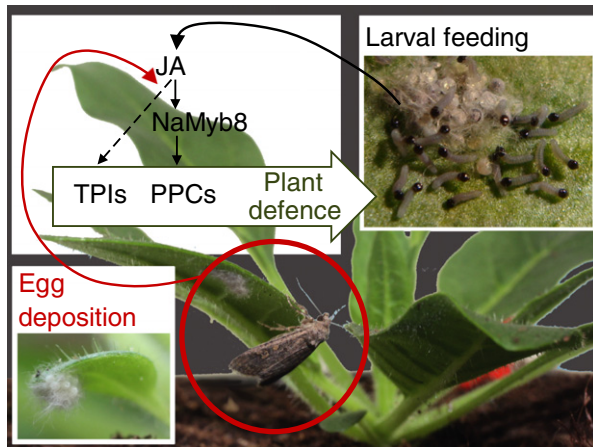 Larval feeding
JA
NaMyb8
TPIs PPCs Plant
defence
Egg
deposition